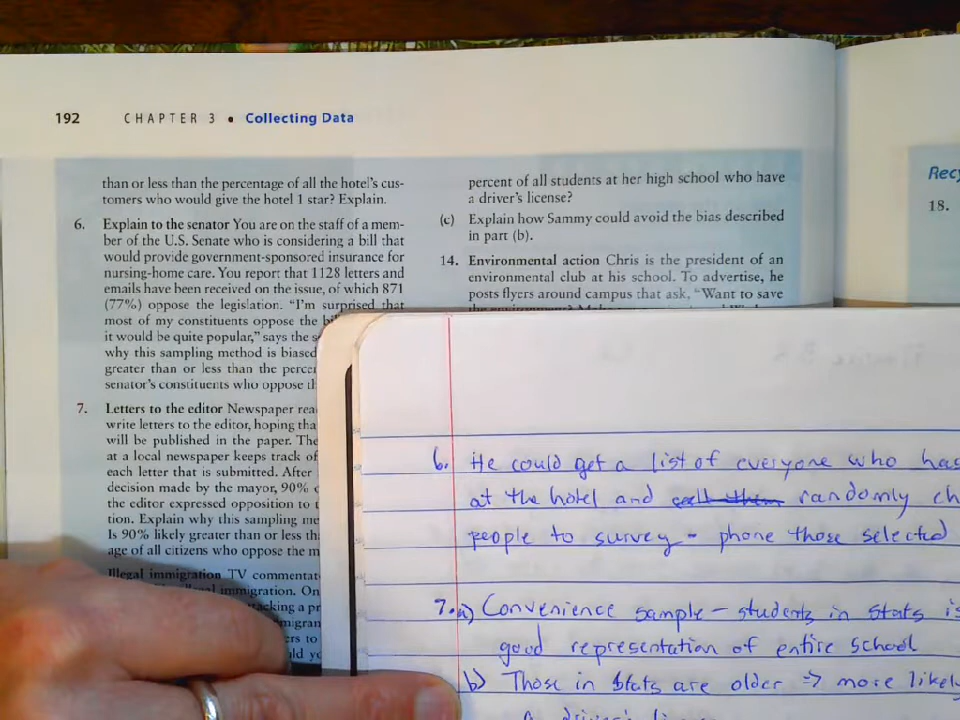 192 CHAPTER 3 • Collecting Data
than or less than the percentage of all the hotel's cus-
tomers who would give the hotel 1 star? Explain.
6. Explain to the senator You are on the staff of a mem-
ber of the U.S. Senate who is considering a bill that
would provide government-sponsored insurance for
nursing-home care. You report that 1128 letters and
emails have been received on the issue, of which 871
(77%) oppose the legislation. "I'm surprised that
most of my constituents oppose the
it would be quite popular," says the
why this sampling method is biased
greater than or less than the
senator's constituents who oppose
7. Letters to the editor Newspaper
write letters to the editor, hoping
will be published in the paper. The
at a local newspaper keeps track of
each letter that is submitted. After
decision made by the mayor, 90%
the editor expressed opposition to
tion. Explain why this sampling
Is 90% likely greater than or less
age of all citizens who oppose the
Illegal immigration TV
immigration. On
percent of all students at her high school who have
a driver's license?
(c) Explain how Sammy could avoid the bias described
in part (b).
14. Environmental action Chris is the president of an
environmental club at his school. To advertise, he
posts flyers around campus that ask, "Want to save
18.
6. He could get a list of everyone who has
at the hotel and call them randomly
people to survey - phone those selected
7. a) Convenience sample - students in stats
good representation of entire school
b) Those in stats are older => more likely